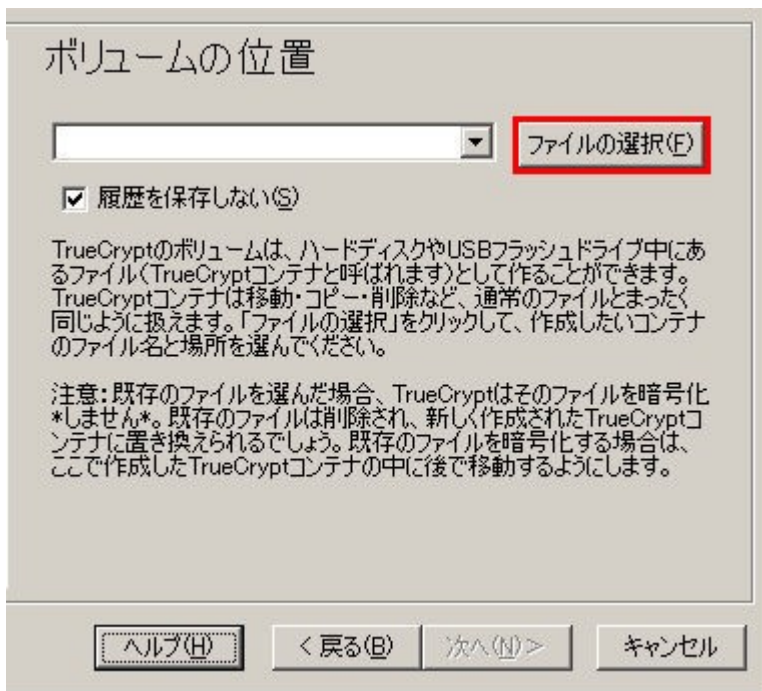 ボリュームの位置
ファイルの選択(F)
履歴を保存しない(S)
TrueCryptのボリュームは、ハードディスクやUSBフラッシュドライブ中にあ
るファイル(TrueCryptコンテナと呼ばれます)として作ることができます。
TrueCryptコンテナは移動・コピー・削除など、通常のファイルとまったく
同じように扱えます。「ファイルの選択」をクリックして、作成したいコンテナ
のファイル名と場所を選んでください。
注意:既存のファイルを選んだ場合、TrueCryptはそのファイルを暗号化
*しません*。既存のファイルは削除され、新しく作成されたTrueCryptコ
ンテナに置き換えられるでしょう。既存のファイルを暗号化する場合は、
ここで作成したTrueCryptコンテナの中に後で移動するようにします。
ヘルプ(H) < 戻る(B) 次へ(N) > キャンセル